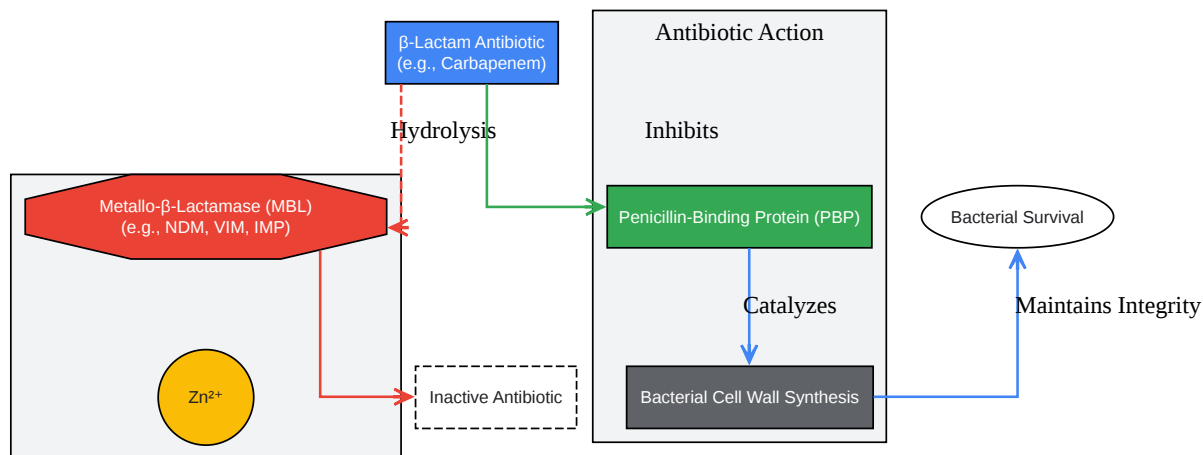 β-Lactam Antibiotic
(e.g., Carbapenem)
Antibiotic Action
Hydrolysis
Inhibits
Metallo-β-Lactamase (MBL)
(e.g., NDM, VIM, IMP)
Penicillin-Binding Protein (PBP)
Bacterial Survival
Catalyzes
Maintains Integrity
Zn²⁺
Inactive Antibiotic
Bacterial Cell Wall Synthesis